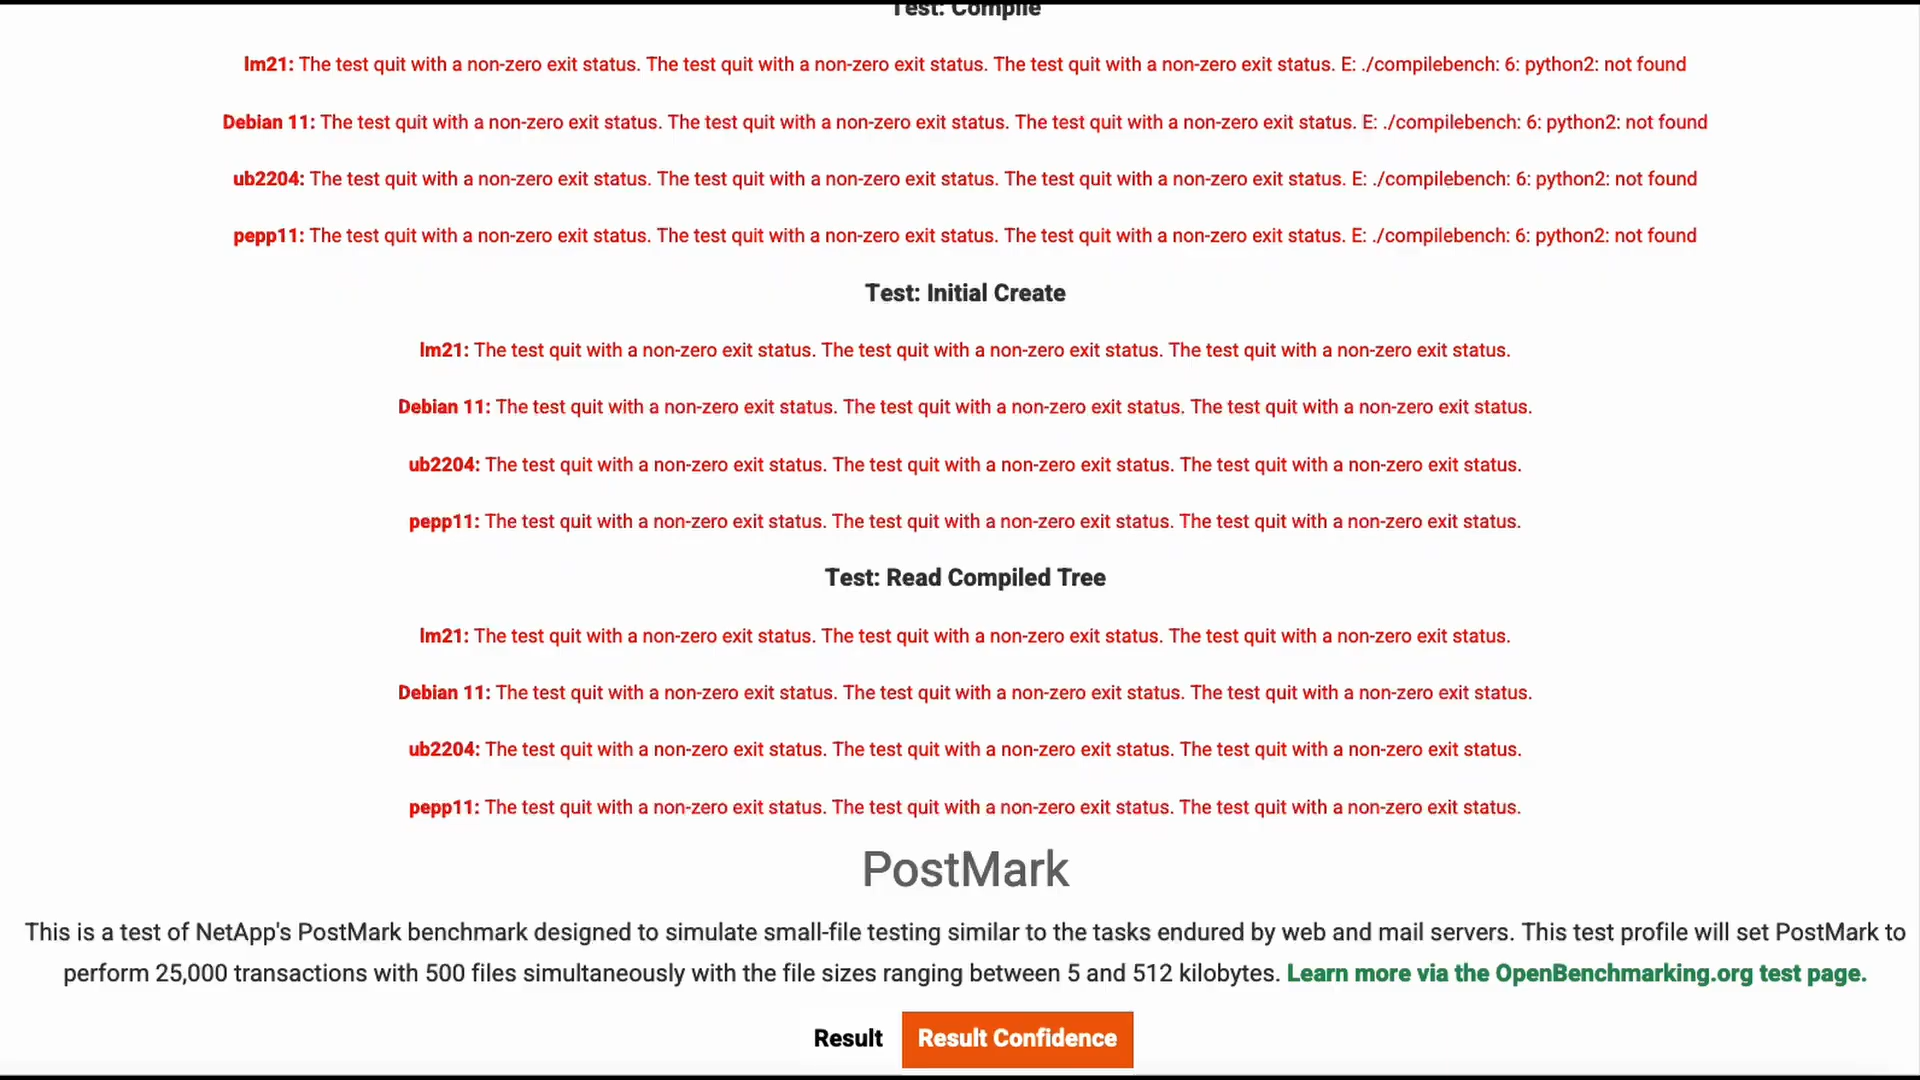 Test: Compile
lm21: The test quit with a non-zero exit status. The test quit with a non-zero exit status. The test quit with a non-zero exit status. E: ./compilebench: 6: python2: not found
Debian 11: The test quit with a non-zero exit status. The test quit with a non-zero exit status. The test quit with a non-zero exit status. E: ./compilebench: 6: python2: not found
ub2204: The test quit with a non-zero exit status. The test quit with a non-zero exit status. The test quit with a non-zero exit status. E: ./compilebench: 6: python2: not found
pepp11: The test quit with a non-zero exit status. The test quit with a non-zero exit status. The test quit with a non-zero exit status. E: ./compilebench: 6: python2: not found
Test: Initial Create
lm21: The test quit with a non-zero exit status. The test quit with a non-zero exit status. The test quit with a non-zero exit status.
Debian 11: The test quit with a non-zero exit status. The test quit with a non-zero exit status. The test quit with a non-zero exit status.
ub2204: The test quit with a non-zero exit status. The test quit with a non-zero exit status. The test quit with a non-zero exit status.
pepp11: The test quit with a non-zero exit status. The test quit with a non-zero exit status. The test quit with a non-zero exit status.
Test: Read Compiled Tree
lm21: The test quit with a non-zero exit status. The test quit with a non-zero exit status. The test quit with a non-zero exit status.
Debian 11: The test quit with a non-zero exit status. The test quit with a non-zero exit status. The test quit with a non-zero exit status.
ub2204: The test quit with a non-zero exit status. The test quit with a non-zero exit status. The test quit with a non-zero exit status.
pepp11: The test quit with a non-zero exit status. The test quit with a non-zero exit status. The test quit with a non-zero exit status.
PostMark
This is a test of NetApp's PostMark benchmark designed to simulate small-file testing similar to the tasks endured by web and mail servers. This test profile will set PostMark to
perform 25,000 transactions with 500 files simultaneously with the file sizes ranging between 5 and 512 kilobytes. Learn more via the OpenBenchmarking.org test page.
Result Result Confidence